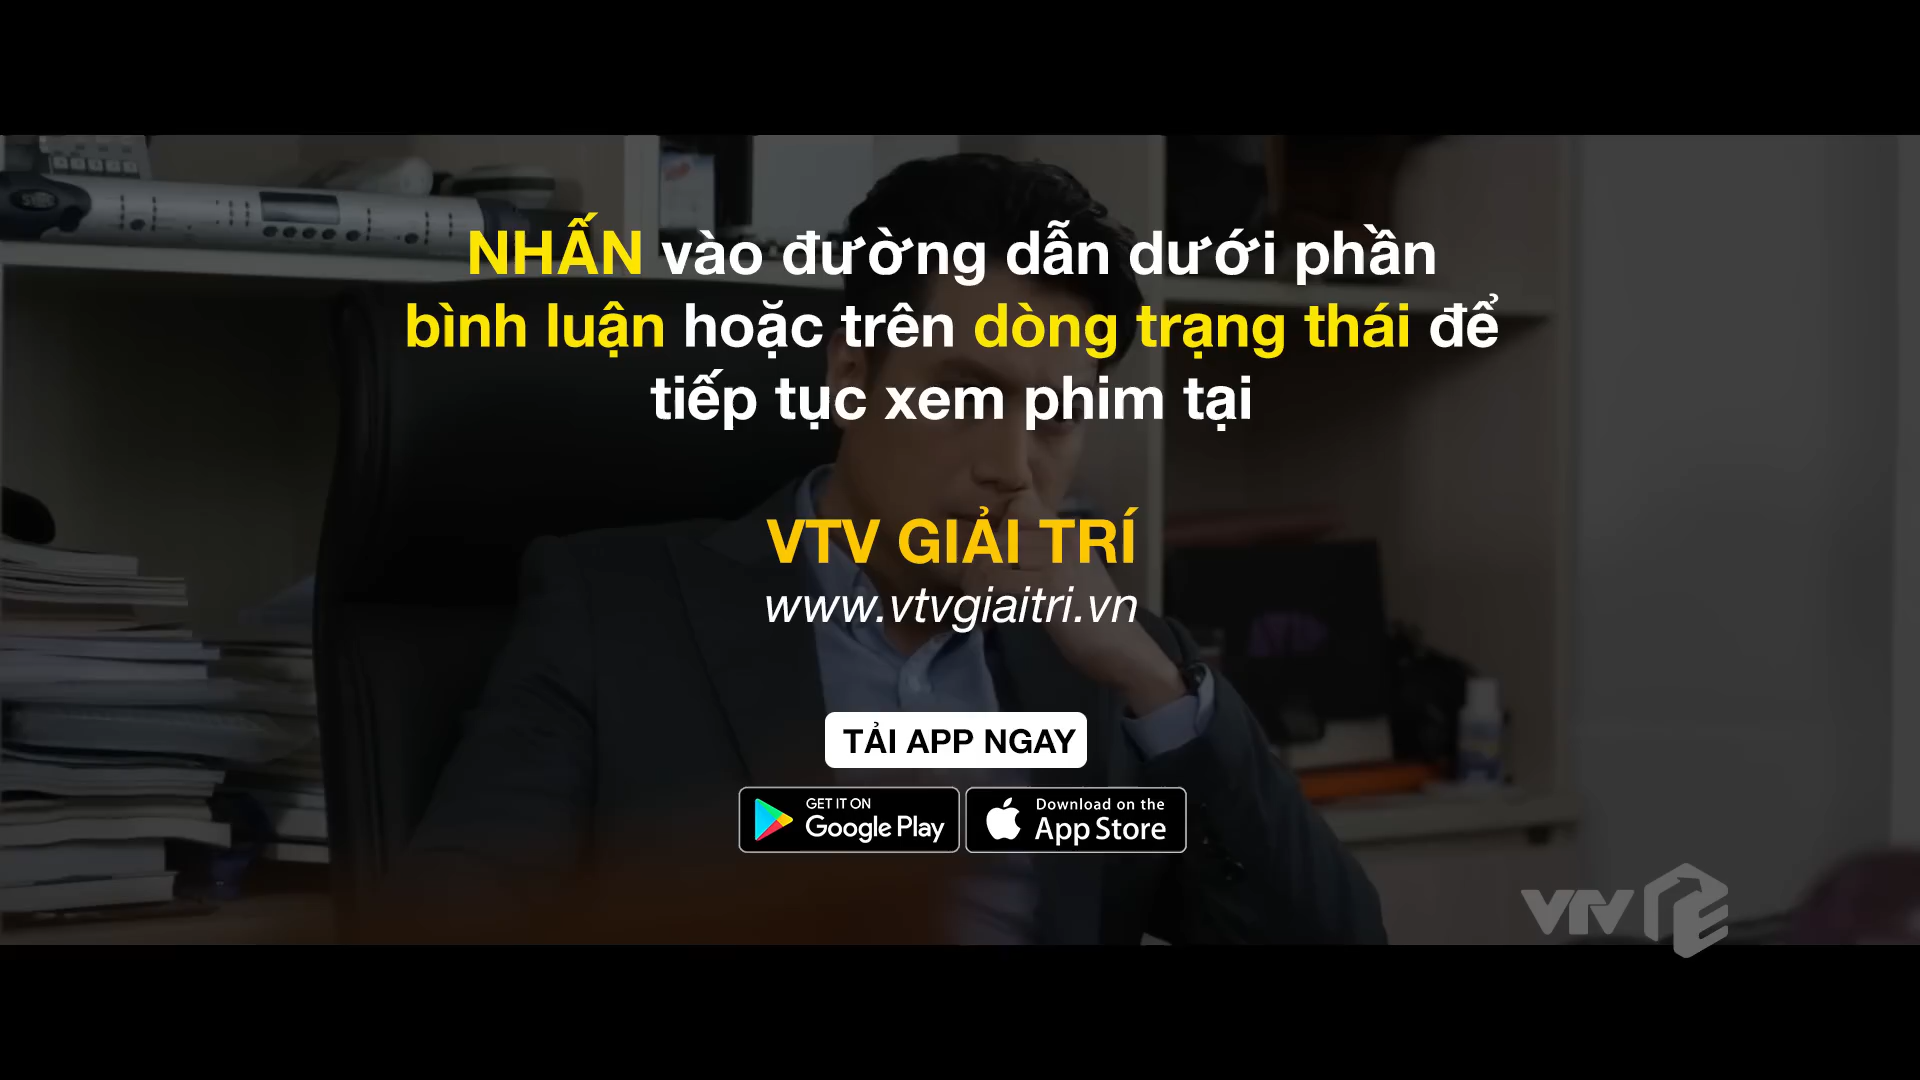 NHẤN vào đường dẫn dưới phần
bình luận hoặc trên dòng trạng thái để
tiếp tục xem phim tại
VTV GIẢI TRÍ
www.vtvgiaitri.vn
TẢI APP NGAY
GET IT ON
Google Play
Download on the
App Store
VTV